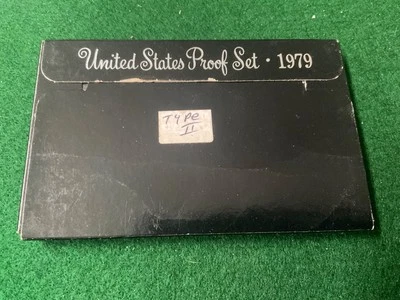 United States Proof Set · 1979
TYPe
II